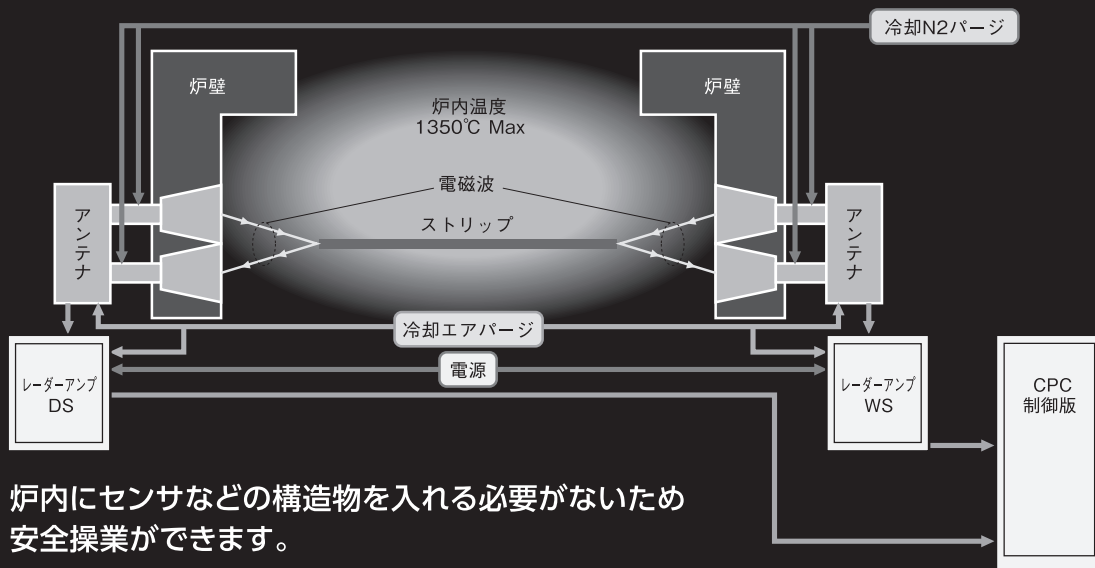 冷却N2パージ
炉壁
炉壁
炉内温度
1350℃ Max
電磁波
ストリップ
アンテナ
アンテナ
冷却エアパージ
電源
レーダーアンプ
DS
レーダーアンプ
WS
CPC
制御版
炉内にセンサなどの構造物を入れる必要がないため
安全操業ができます。